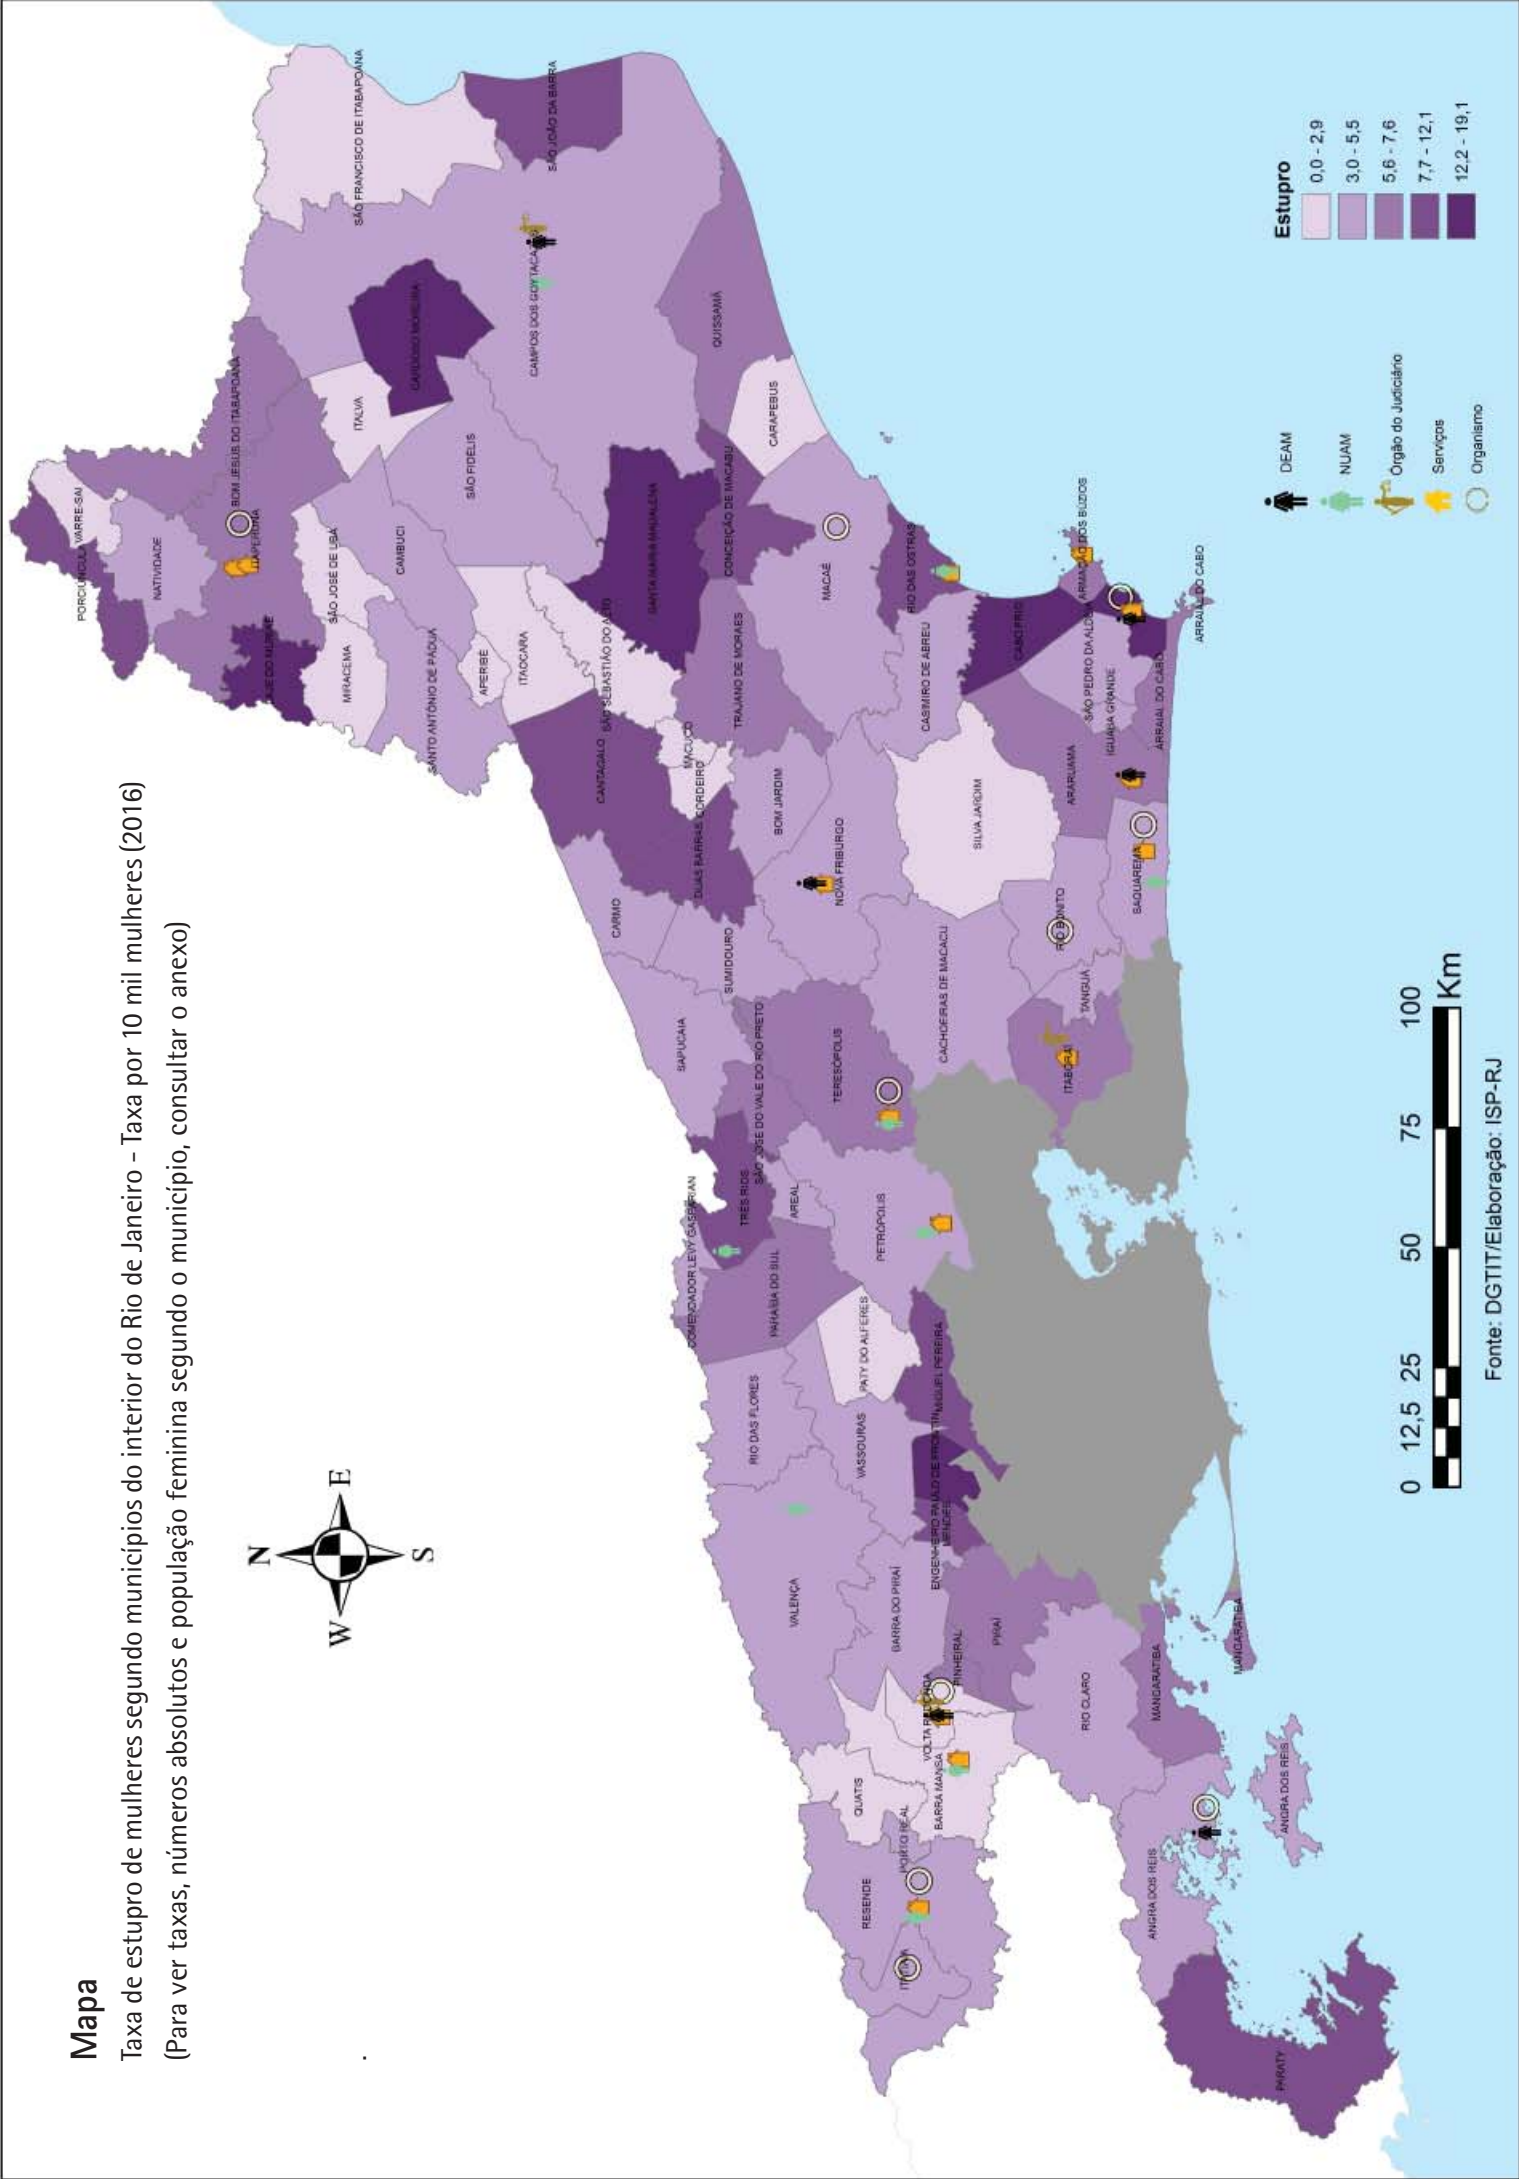 Mapa
Taxa de estupro de mulheres segundo municípios do interior do Rio de Janeiro – Taxa por 10 mil mulheres (2016)
(Para ver taxas, números absolutos e população feminina segundo o município, consultar o anexo)
.
N
W
E
S
PORCIÚNCULA
VARRE-SAI
NATIVIDADE
BOM JESUS DO ITABAPOANA
ITAPERUNA
LAJE DO MURIAÉ
SÃO JOSÉ DE UBÁ
MIRACEMA
ITALVA
CARDOSO MOREIRA
SÃO FRANCISCO DE ITABAPOANA
SÃO JOÃO DA BARRA
CAMPOS DOS GOYTACAZES
CAMBUCI
SÃO FIDÉLIS
SANTO ANTÔNIO DE PÁDUA
APERIBÉ
ITAOCARA
SÃO SEBASTIÃO DO ALTO
SANTA MARIA MADALENA
CANTAGALO
MACUCO
CORDEIRO
DUAS BARRAS
CARMO
SUMIDOURO
SAPUCAIA
TRAJANO DE MORAES
CONCEIÇÃO DE MACABU
QUISSAMÃ
CARAPEBUS
BOM JARDIM
MACAÉ
NOVA FRIBURGO
SÃO JOSÉ DO VALE DO RIO PRETO
TERESÓPOLIS
COMENDADOR LEVY GASPARIAN
TRÊS RIOS
AREAL
PARAÍBA DO SUL
PETRÓPOLIS
RIO DAS FLORES
PATY DO ALFERES
VASSOURAS
MIGUEL PEREIRA
ENGENHEIRO PAULO DE FRONTIN
MENDES
VALENÇA
BARRA DO PIRAÍ
PIRAÍ
PINHEIRAL
VOLTA REDONDA
BARRA MANSA
QUATIS
PORTO REAL
RESENDE
ITATIAIA
RIO CLARO
MANGARATIBA
MANGARATIBA
ANGRA DOS REIS
ANGRA DOS REIS
PARATY
RIO DAS OSTRAS
CASIMIRO DE ABREU
CABO FRIO
ARMAÇÃO DOS BÚZIOS
SÃO PEDRO DA ALDEIA
IGUABA GRANDE
ARRAIAL DO CABO
ARRAIAL DO CABO
SILVA JARDIM
ARARUAMA
SAQUAREMA
CACHOEIRAS DE MACACU
RIO BONITO
TANGUÁ
ITABORAÍ
DEAM
NUAM
Órgão do Judiciário
Serviços
Organismo
Estupro
0,0 - 2,9
3,0 - 5,5
5,6 - 7,6
7,7 - 12,1
12,2 - 19,1
0 12,5 25 50 75 100
Km
Fonte: DGTIT/Elaboração: ISP-RJ